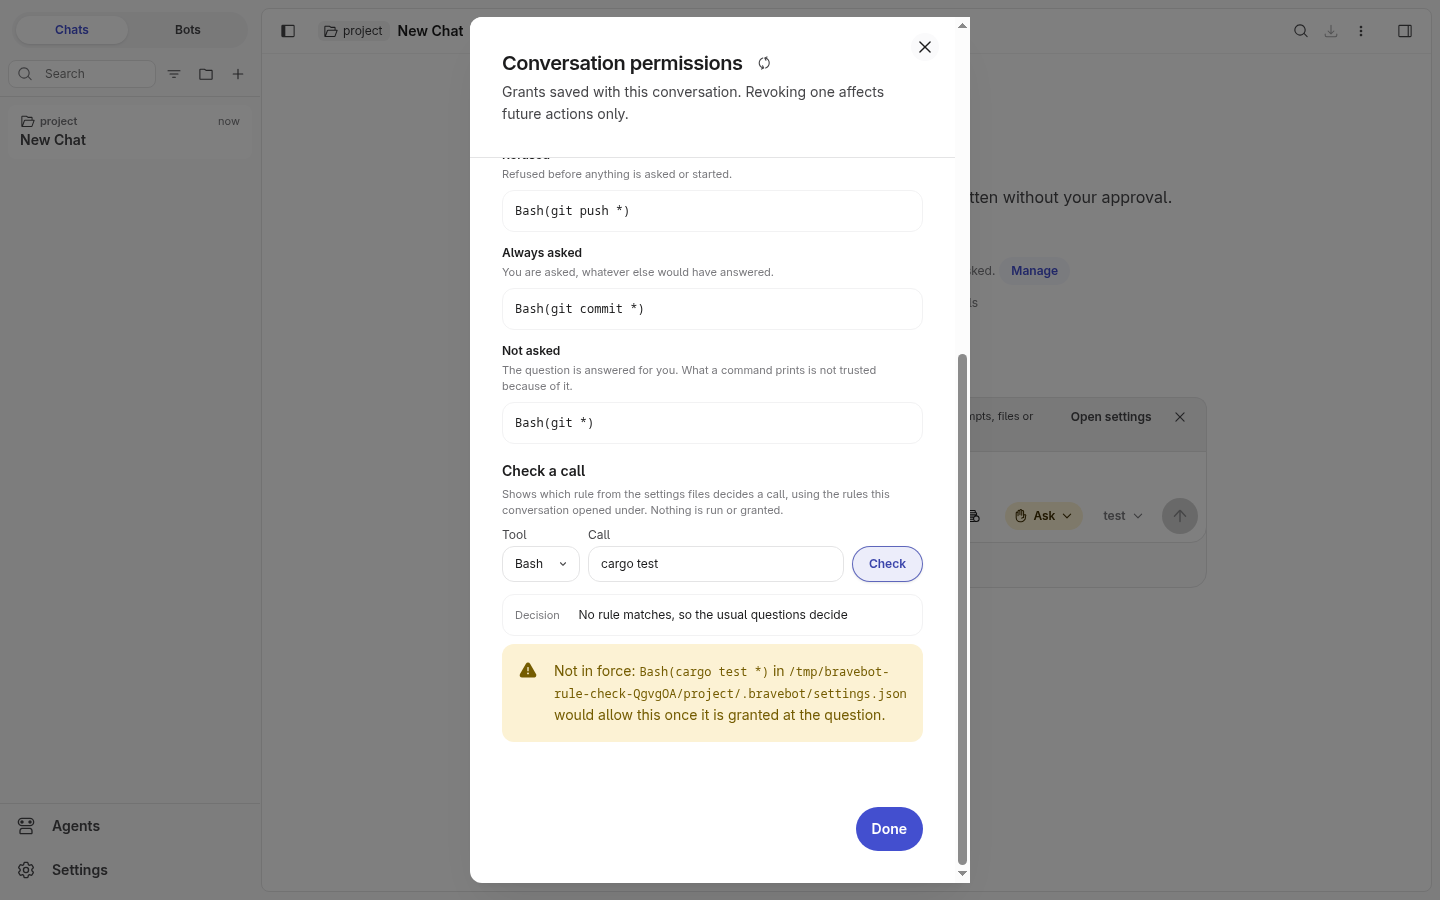 Chats
Bots
Search
project
now
New Chat
Agents
Settings
project
New Chat
Conversation permissions
Grants saved with this conversation. Revoking one affects
future actions only.
Refused before anything is asked or started.
Bash(git push *)
Always asked
You are asked, whatever else would have answered.
Bash(git commit *)
Not asked
The question is answered for you. What a command prints is not trusted
because of it.
Bash(git *)
Check a call
Shows which rule from the settings files decides a call, using the rules this
conversation opened under. Nothing is run or granted.
Tool
Call
Bash
cargo test
Check
Decision
No rule matches, so the usual questions decide
Not in force: Bash(cargo test *) in /tmp/bravebot-
rule-check-QgvgOA/project/.bravebot/settings.json
would allow this once it is granted at the question.
Done
without your approval.
Manage
files or
Open settings
Ask
test